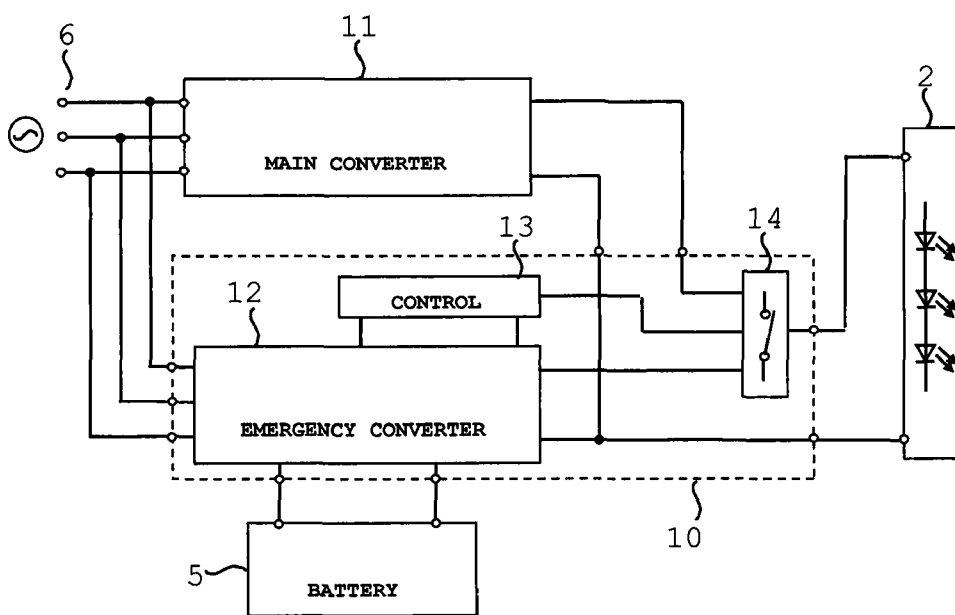 11
6
2
MAIN CONVERTER
13
14
12
CONTROL
EMERGENCY CONVERTER
10
5
BATTERY